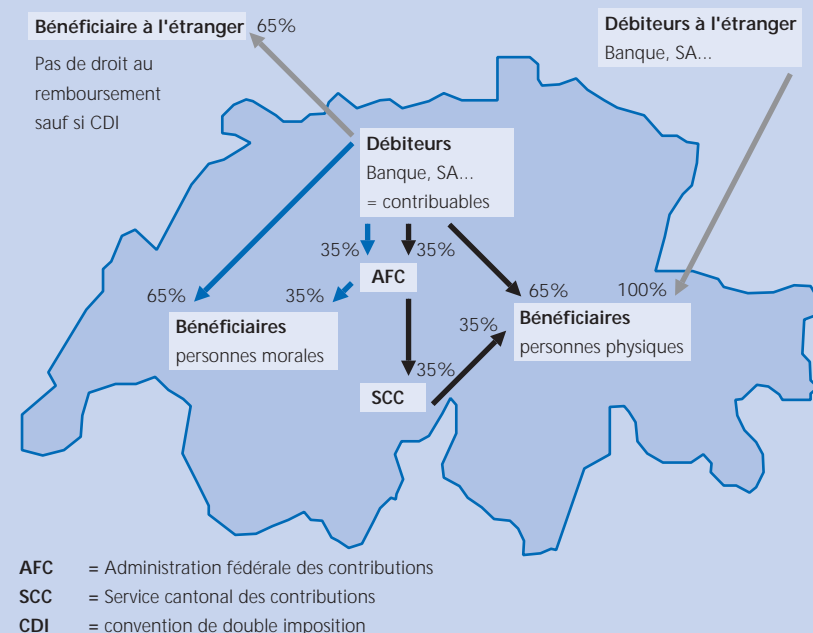 Bénéficiaire à l'étranger 65%
Pas de droit au
remboursement
sauf si CDI
Débiteurs à l'étranger
Banque, SA...
Débiteurs
Banque, SA...
= contribuables
35%
35%
AFC
65%
35%
Bénéficiaires
personnes morales
65%
100%
35%
Bénéficiaires
personnes physiques
35%
SCC
AFC = Administration fédérale des contributions
SCC = Service cantonal des contributions
CDI = convention de double imposition